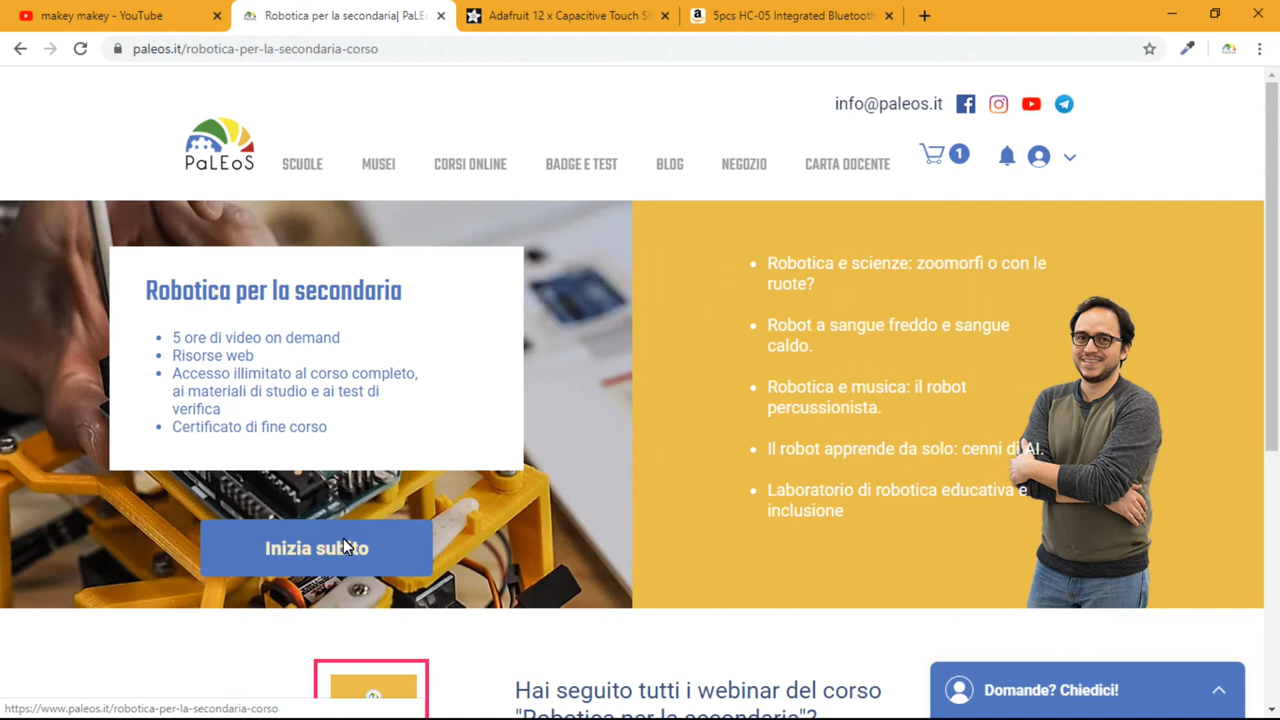 makey makey - YouTube
Robotica per la secondaria| PaLE
Adafruit 12 x Capacitive Touch Sh
5pcs HC-05 Integrated Bluetooth
paleos.it/robotica-per-la-secondaria-corso
info@paleos.it
PaLEoS
SCUOLE MUSEI CORSI ONLINE BADGE E TEST BLOG NEGOZIO CARTA DOCENTE 1
Robotica per la secondaria
• 5 ore di video on demand
• Risorse web
• Accesso illimitato al corso completo,
ai materiali di studio e ai test di
verifica
• Certificato di fine corso
Inizia subito
• Robotica e scienze: zoomorfi o con le
ruote?
• Robot a sangue freddo e sangue
caldo.
• Robotica e musica: il robot
percussionista.
• Il robot apprende da solo: cenni di AI.
• Laboratorio di robotica educativa e
inclusione
Hai seguito tutti i webinar del corso
"Robotica per la secondaria"?
Domande? Chiedici!
https://www.paleos.it/robotica-per-la-secondaria-corso